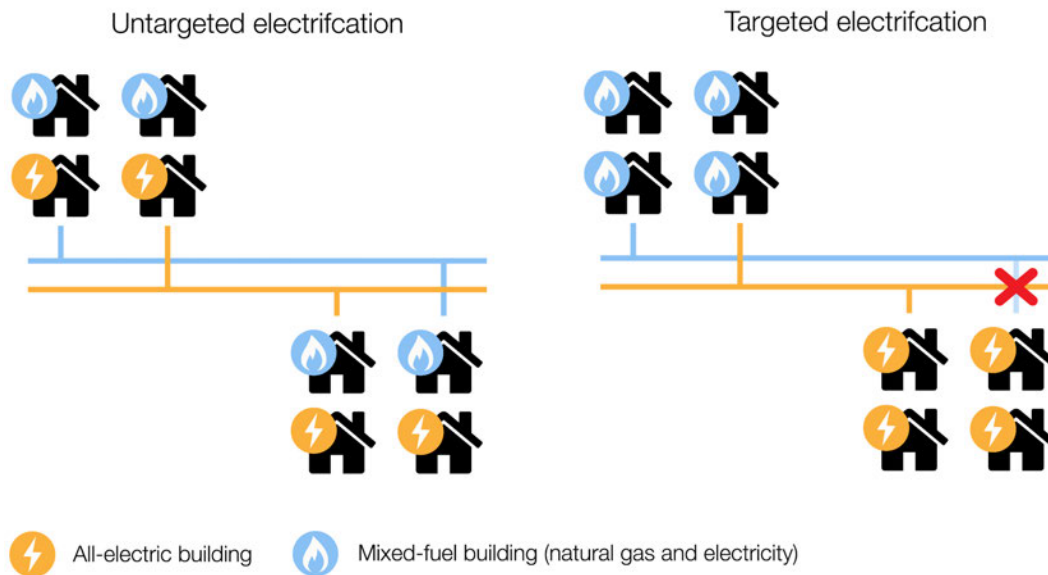 Untargeted electrifcation
Targeted electrifcation
All-electric building
Mixed-fuel building (natural gas and electricity)